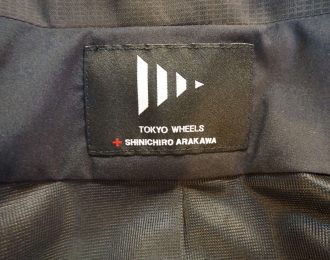 TOKYO WHEELS
+ SHINICHIRO ARAKAWA